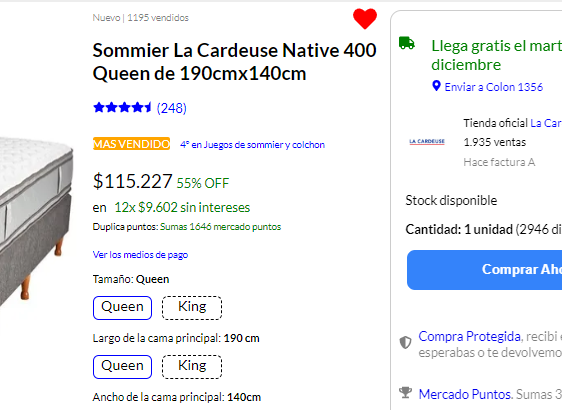 Nuevo | 1195 vendidos
Sommier La Cardeuse Native 400
Queen de 190cmx140cm
(248)
MAS VENDIDO 4º en Juegos de sommier y colchon
$115.227 55% OFF
en 12x $9.602 sin intereses
Duplica puntos: Sumas 1646 mercado puntos
Ver los medios de pago
Tamaño: Queen
Queen King
Largo de la cama principal: 190 cm
Queen King
Ancho de la cama principal: 140cm
Llega gratis el mart
diciembre
Enviar a Colon 1356
Tienda oficial La Car
LA CARDEUSE
1.935 ventas
Hace factura A
Stock disponible
Cantidad: 1 unidad (2946 di
Comprar Aho
Compra Protegida, recibi
esperabas o te devolvemo
Mercado Puntos. Sumas 3